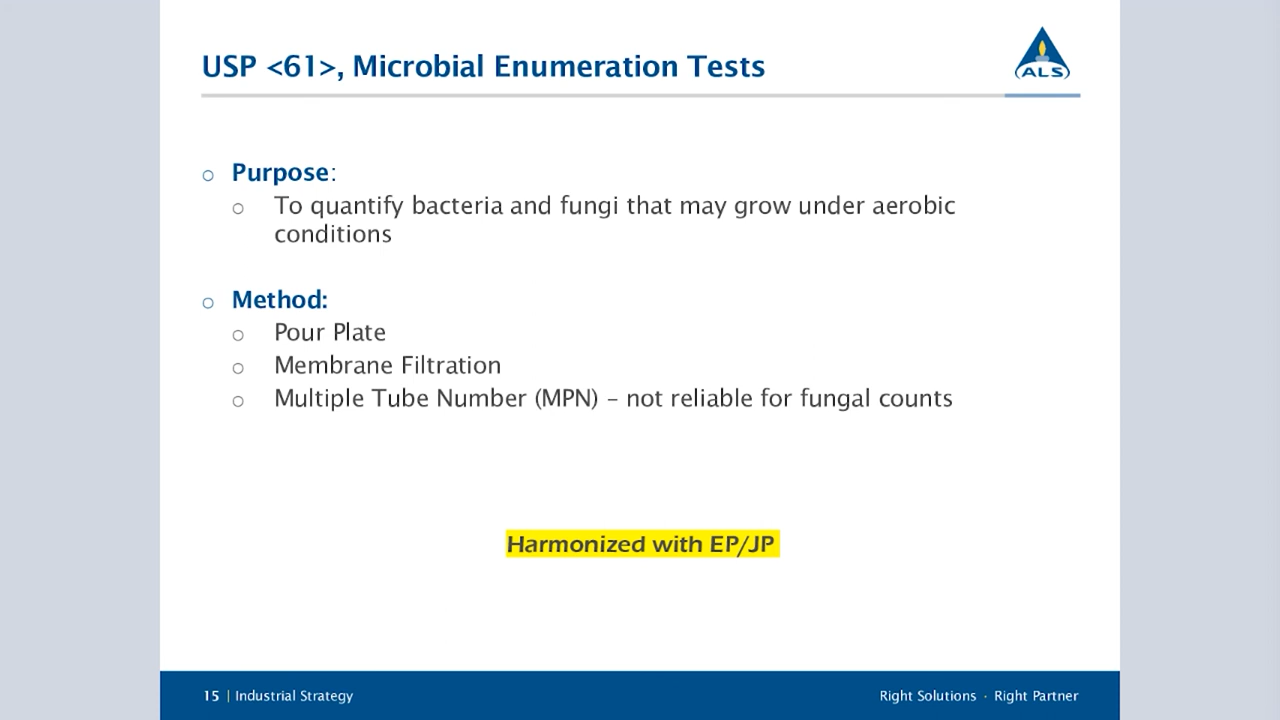 USP <61>, Microbial Enumeration Tests
ALS
○ Purpose:
○ To quantify bacteria and fungi that may grow under aerobic
conditions
○ Method:
○ Pour Plate
○ Membrane Filtration
○ Multiple Tube Number (MPN) – not reliable for fungal counts
Harmonized with EP/JP
15 | Industrial Strategy
Right Solutions · Right Partner